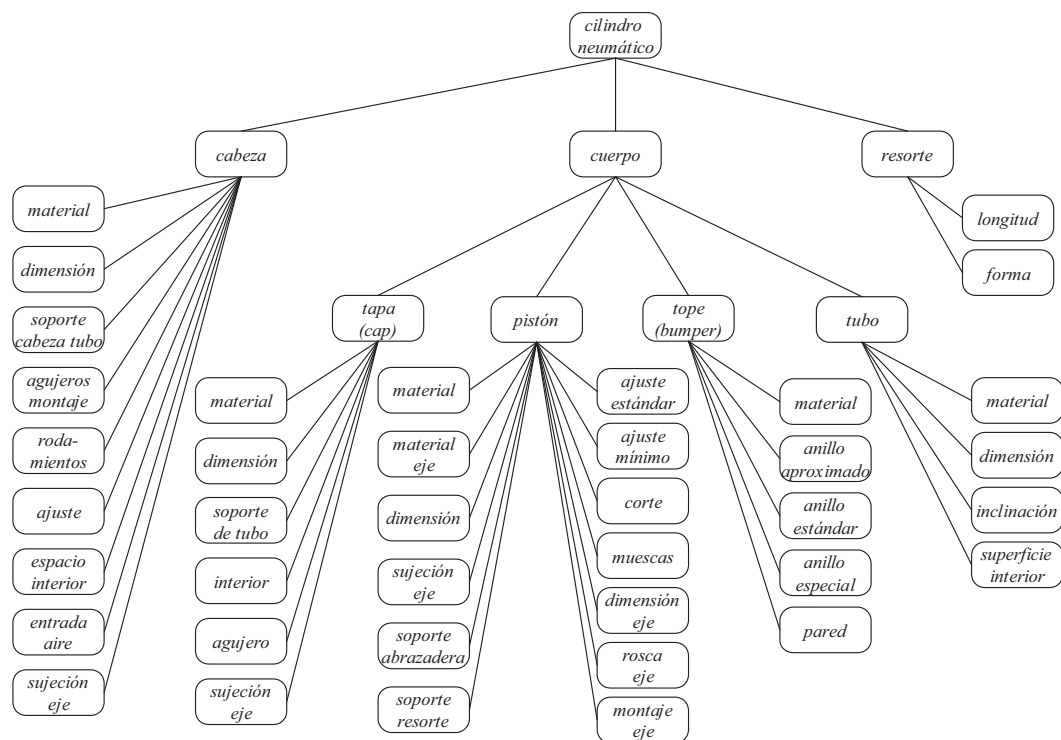 cilindro
neumático
cabeza
cuerpo
resorte
material
dimensión
soporte
cabeza tubo
agujeros
montaje
roda-
mientos
ajuste
espacio
interior
entrada
aire
sujeción
eje
tapa
(cap)
pistón
tope
(bumper)
tubo
longitud
forma
material
dimensión
soporte
de tubo
interior
agujero
sujeción
eje
material
material
eje
dimensión
sujeción
eje
soporte
abrazadera
soporte
resorte
ajuste
estándar
ajuste
mínimo
corte
muescas
dimensión
eje
rosca
eje
montaje
eje
material
anillo
aproximado
anillo
estándar
anillo
especial
pared
material
dimensión
inclinación
superficie
interior